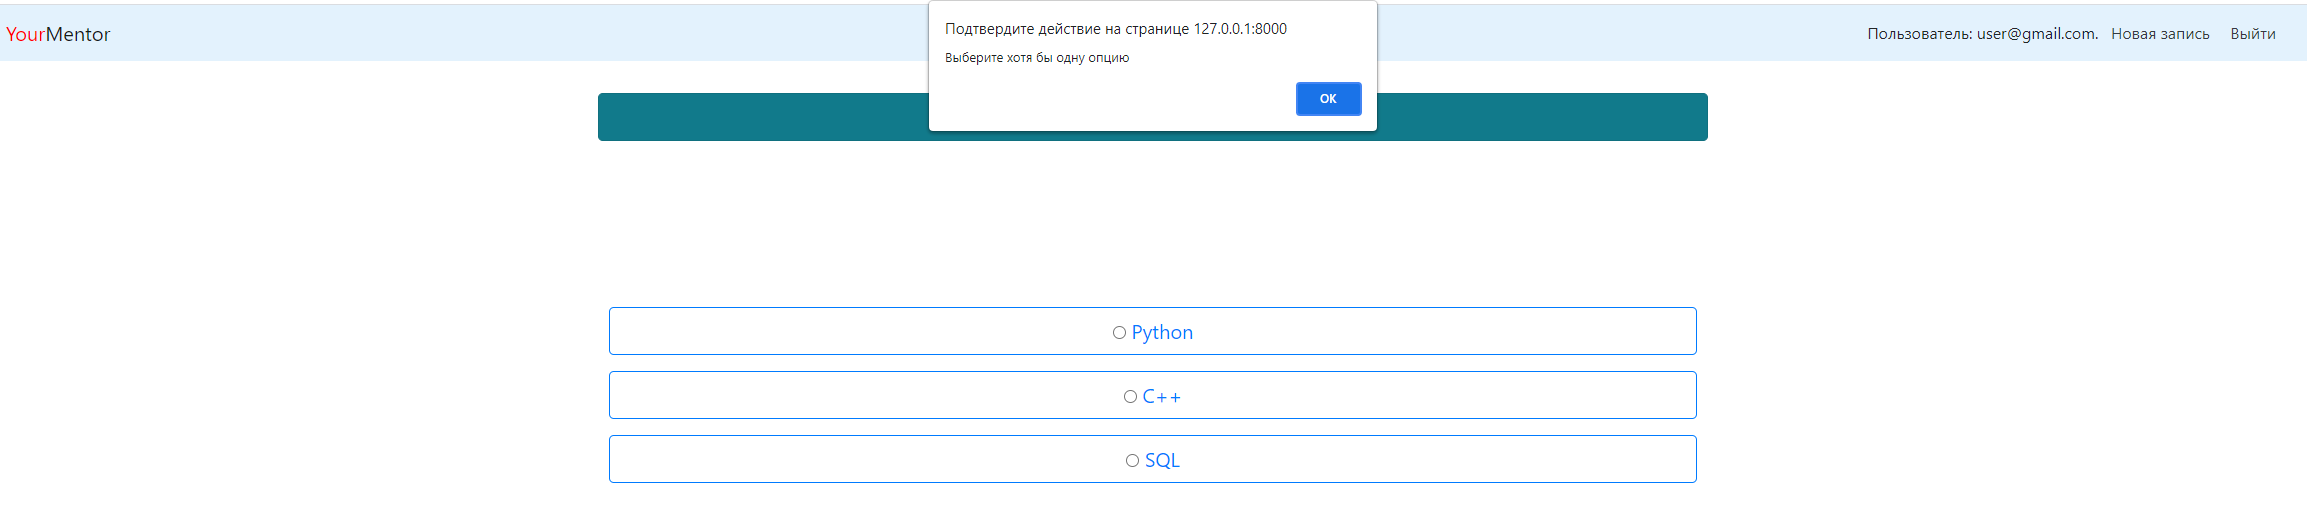 YourMentor
Подтвердите действие на странице 127.0.0.1:8000
Выберите хотя бы одну опцию
ОК
Пользователь: user@gmail.com. Новая запись Выйти
Python
C++
SQL